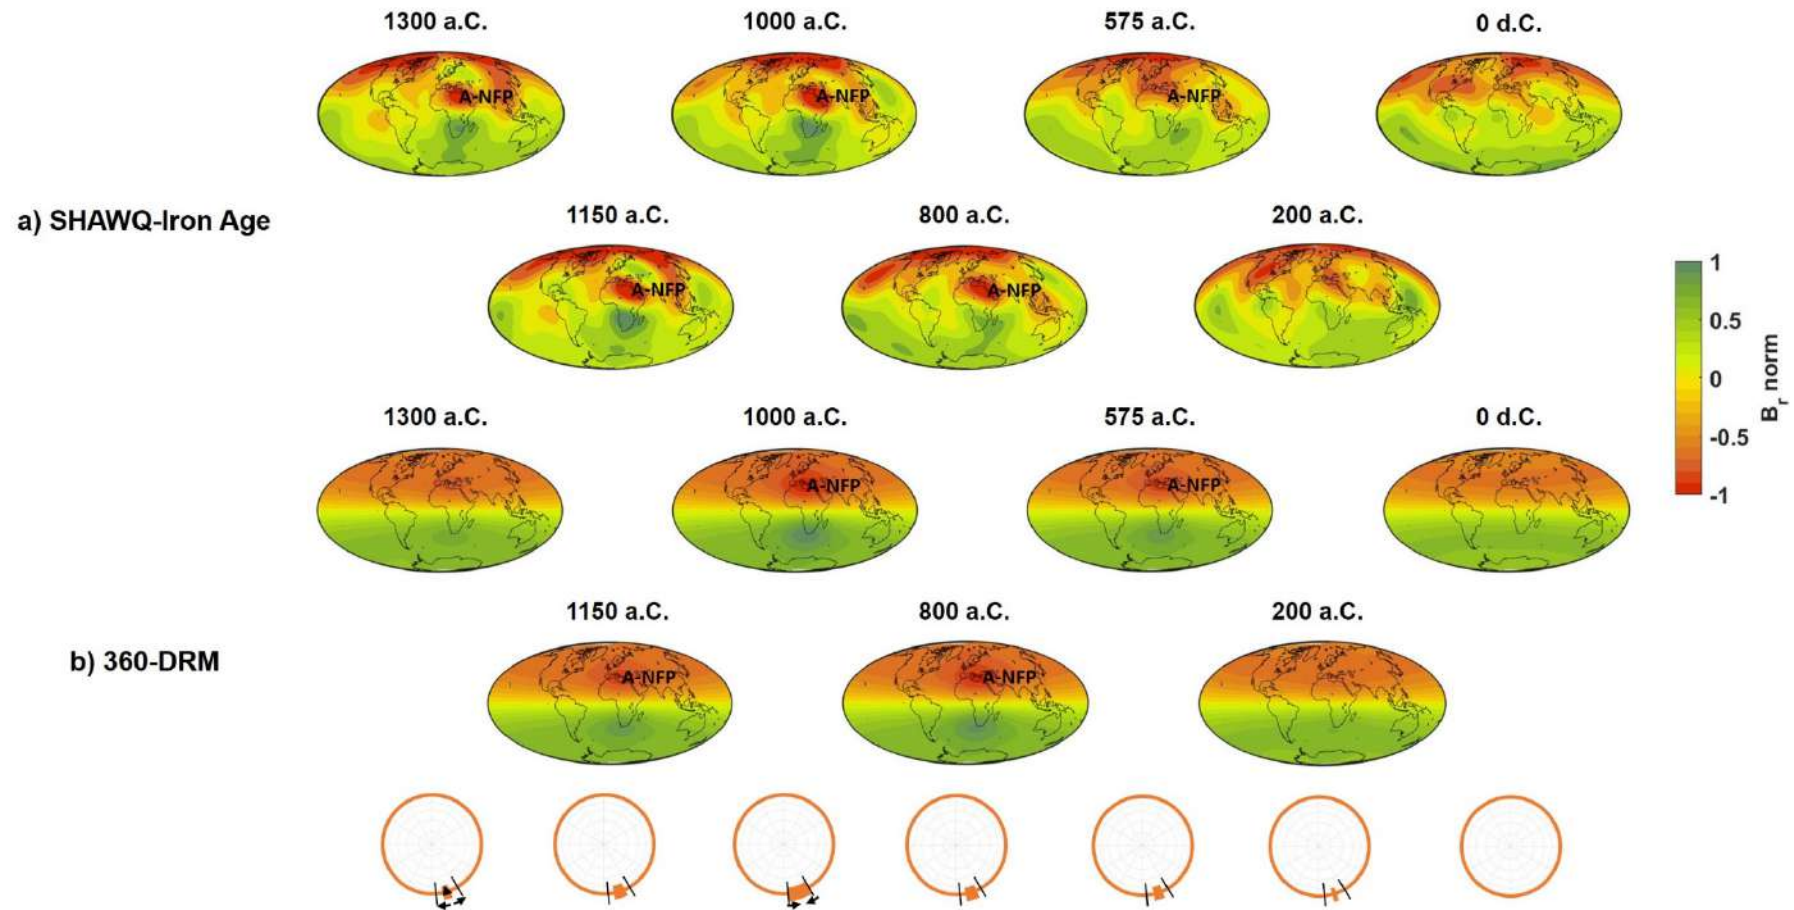 1300 a.C. 1000 a.C. 575 a.C. 0 d.C.
A-NFP A-NFP A-NFP
a) SHAWQ-Iron Age
1150 a.C. 800 a.C. 200 a.C.
A-NFP A-NFP
1
0.5
0
-0.5
-1
Br norm
1300 a.C. 1000 a.C. 575 a.C. 0 d.C.
A-NFP A-NFP
b) 360-DRM
1150 a.C. 800 a.C. 200 a.C.
A-NFP A-NFP